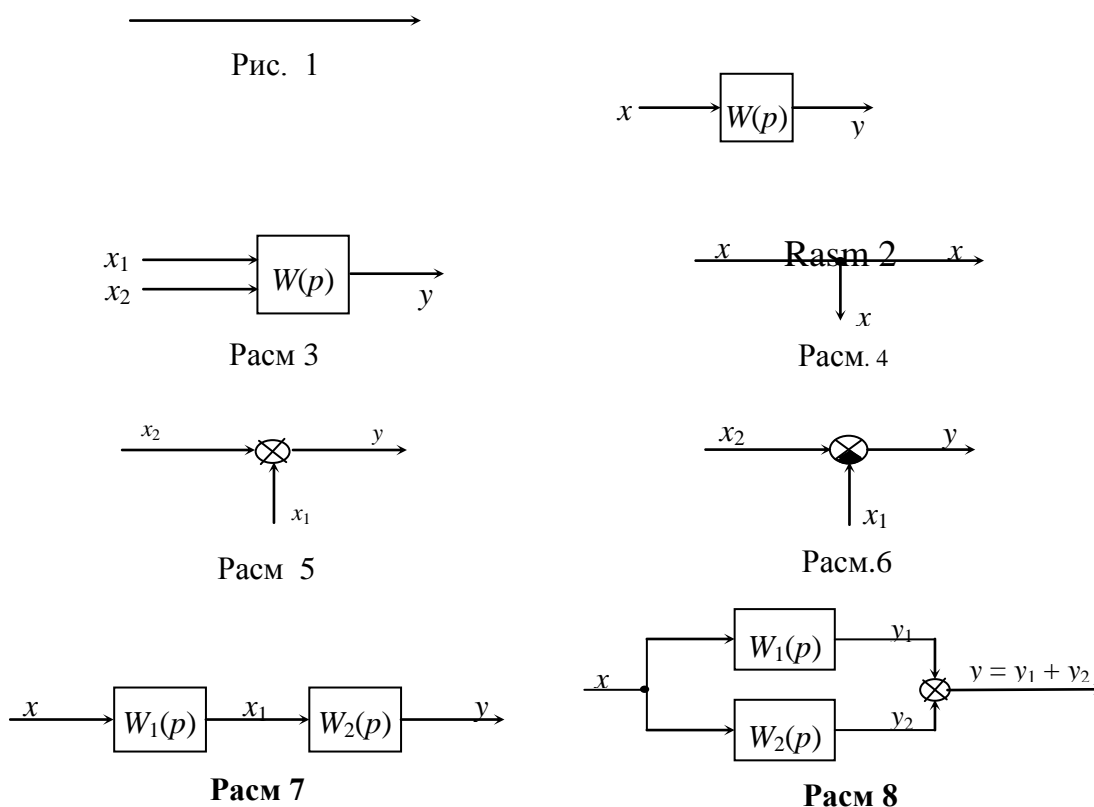 Рис. 1
x W(p) y
x₁
x₂ W(p) y
Расм 3
x Rasm 2 x
x
Расм. 4
x₂ y
x₁
Расм 5
x₂ y
x₁
Расм.6
x W₁(p) x₁ W₂(p) y
Расм 7
W₁(p) y₁
x y = y₁ + y₂
W₂(p) y₂
Расм 8